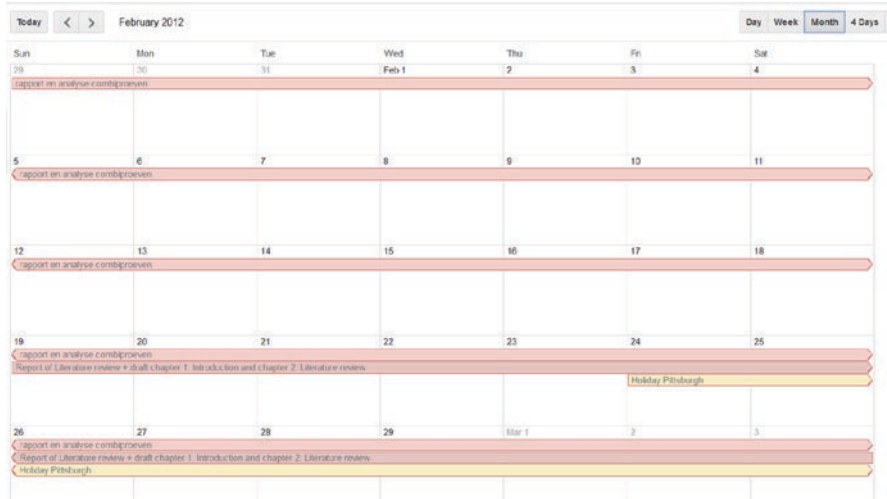 Today < > February 2012 Day Week Month 4 Days
Sun Mon Tue Wed Thu Fri Sat
29 30 31 Feb 1 2 3 4
rapport en analyse combiproeven
5 6 7 8 9 10 11
rapport en analyse combiproeven
12 13 14 15 16 17 18
rapport en analyse combiproeven
19 20 21 22 23 24 25
rapport en analyse combiproeven
Report of Literature review + draft chapter 1. Introduction and chapter 2: Literature review
Holiday Pittsburgh
26 27 28 29 Mar 1 2 3
rapport en analyse combiproeven
Report of Literature review + draft chapter 1. Introduction and chapter 2: Literature review
Holiday Pittsburgh